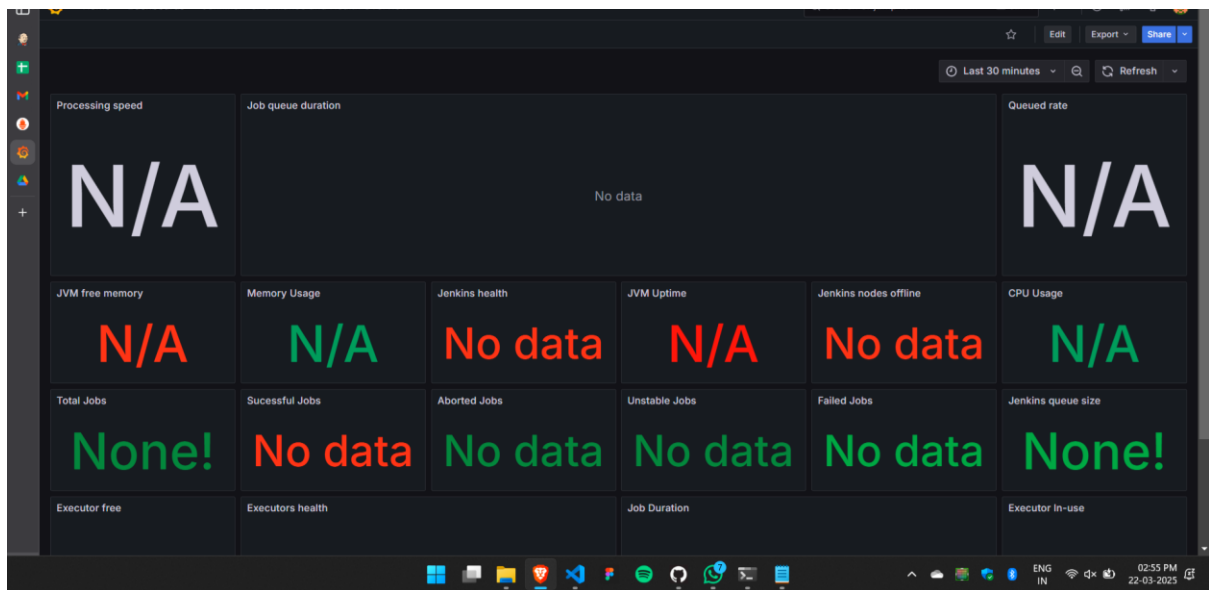 Edit
Export
Share
Last 30 minutes
Refresh
Processing speed
Job queue duration
Queued rate
N/A
No data
N/A
JVM free memory
Memory Usage
Jenkins health
JVM Uptime
Jenkins nodes offline
CPU Usage
N/A
N/A
No data
N/A
No data
N/A
Total Jobs
Sucessful Jobs
Aborted Jobs
Unstable Jobs
Failed Jobs
Jenkins queue size
None!
No data
No data
No data
No data
None!
Executor free
Executors health
Job Duration
Executor In-use
7
ENG
IN
02:55 PM
22-03-2025